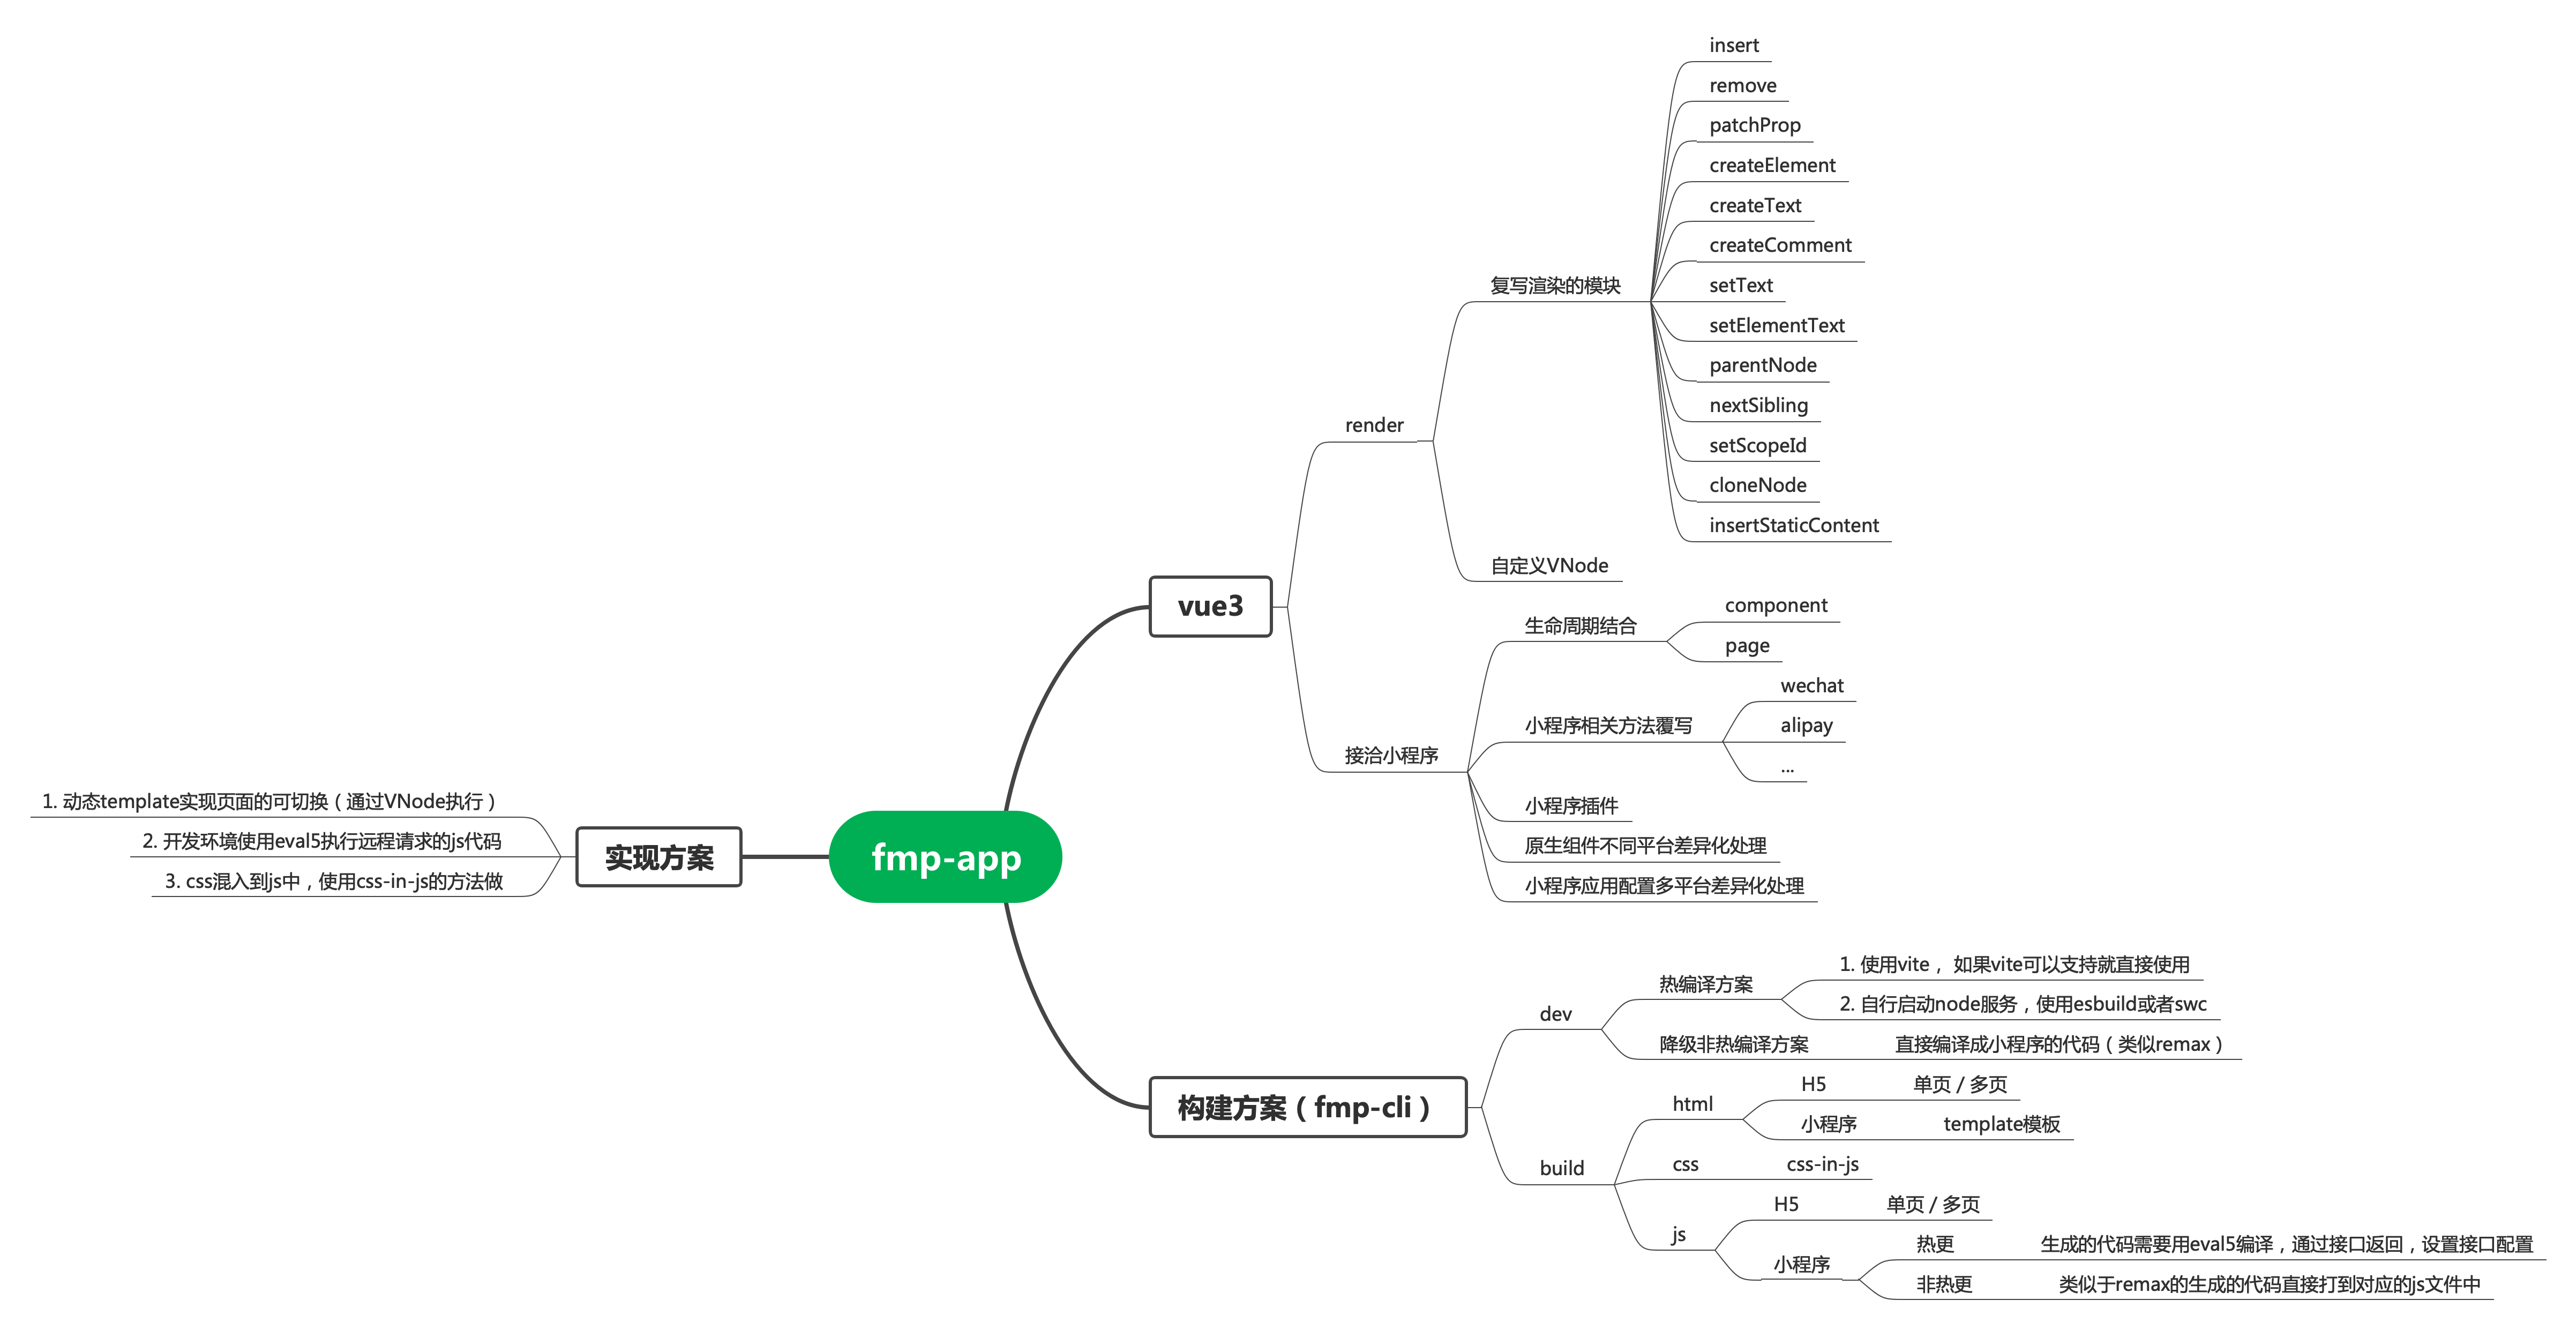 fmp-app
vue3
render
复写渲染的模块
insert
remove
patchProp
createElement
createText
createComment
setText
setElementText
parentNode
nextSibling
setScopeId
cloneNode
insertStaticContent
自定义VNode
接洽小程序
生命周期结合
component
page
小程序相关方法覆写
wechat
alipay
...
小程序插件
原生组件不同平台差异化处理
小程序应用配置多平台差异化处理
构建方案（fmp-cli）
dev
热编译方案
1. 使用vite， 如果vite可以支持就直接使用
2. 自行启动node服务，使用esbuild或者swc
降级非热编译方案
直接编译成小程序的代码（类似remax）
build
html
H5
单页 / 多页
小程序
template模板
css
css-in-js
js
H5
单页 / 多页
小程序
热更
生成的代码需要用eval5编译，通过接口返回，设置接口配置
非热更
类似于remax的生成的代码直接打到对应的js文件中
实现方案
1. 动态template实现页面的可切换（通过VNode执行）
2. 开发环境使用eval5执行远程请求的js代码
3. css混入到js中，使用css-in-js的方法做